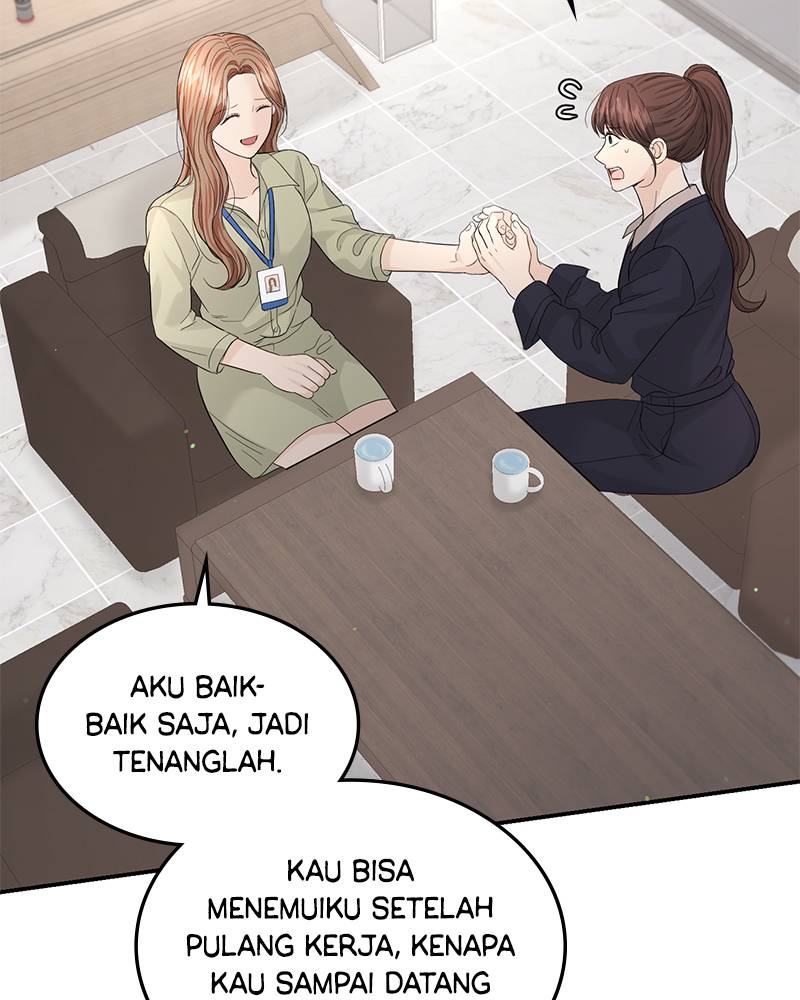 AKU BAIK-
BAIK SAJA, JADI
TENANGLAH.
KAU BISA
MENEMUIKU SETELAH
PULANG KERJA, KENAPA
KAU SAMPAI DATANG